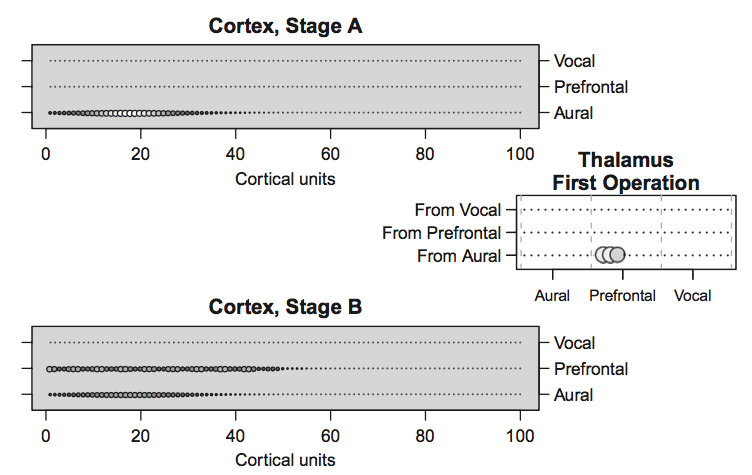 Cortex, Stage A
Vocal
Prefrontal
Aural
0 20 40 60 80 100
Cortical units
Thalamus
First Operation
From Vocal
From Prefrontal
From Aural
Aural Prefrontal Vocal
Cortex, Stage B
Vocal
Prefrontal
Aural
0 20 40 60 80 100
Cortical units